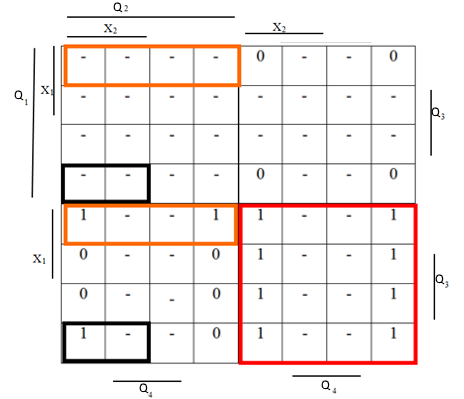 Q2
X2 X2
- - - - 0 - - 0
Q1 X1 - - - - - - - - Q3
- - - - - - - -
- - - - 0 - - 0
1 - - 1 1 - - 1
X1 0 - - 0 1 - - 1
0 - - 0 1 - - 1 Q3
1 - - 0 1 - - 1
Q4 Q4